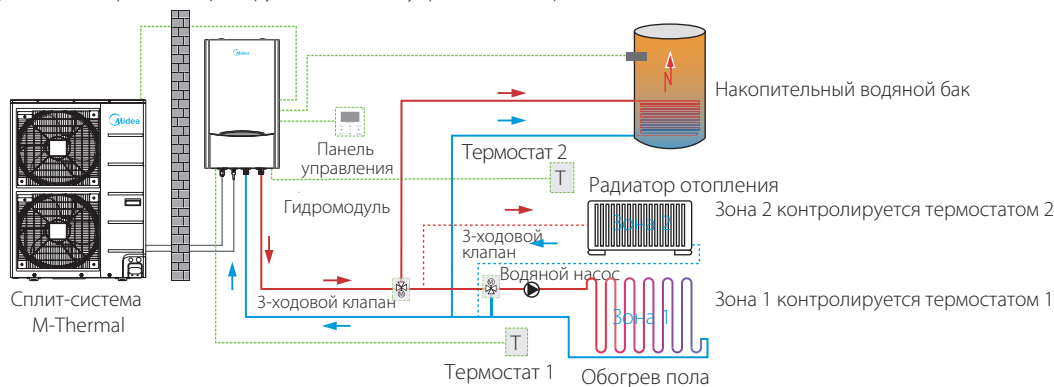 Midea
Midea
Накопительный водяной бак
Панель
управления
Термостат 2
T
Гидромодуль
Радиатор отопления
Зона 2
Зона 2 контролируется термостатом 2
3-ходовой
клапан
Водяной насос
3-ходовой клапан
Сплит-система
M-Thermal
Зона 1
Зона 1 контролируется термостатом 1
T
Термостат 1
Обогрев пола